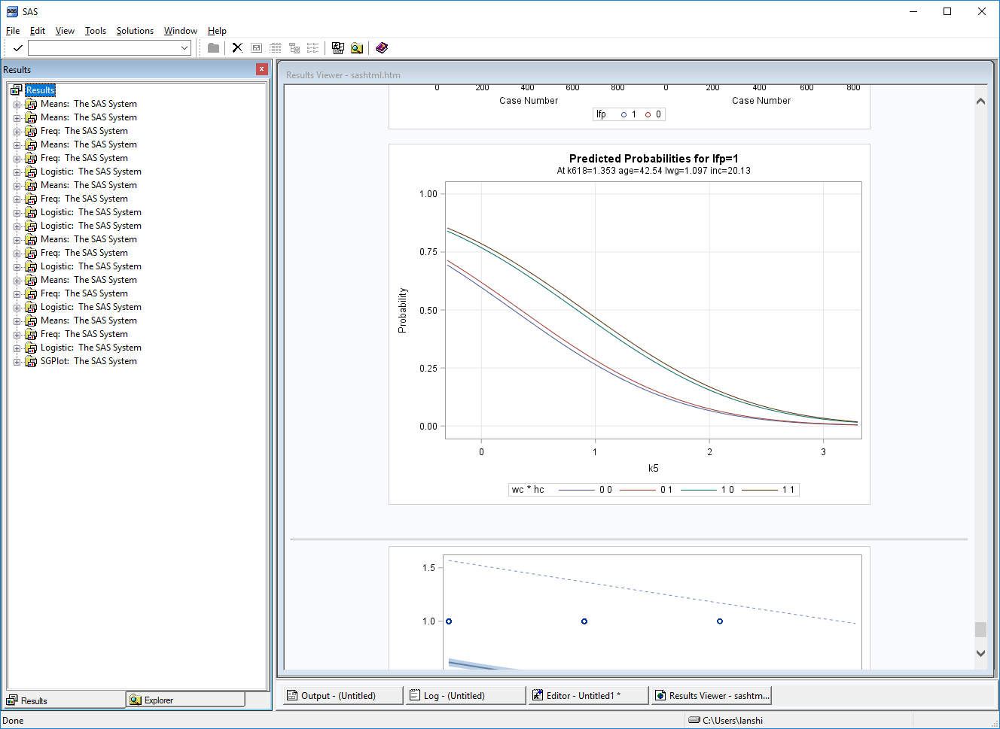 SAS
File Edit View Tools Solutions Window Help
Results
Results
Means: The SAS System
Means: The SAS System
Freq: The SAS System
Means: The SAS System
Freq: The SAS System
Logistic: The SAS System
Means: The SAS System
Freq: The SAS System
Logistic: The SAS System
Logistic: The SAS System
Means: The SAS System
Freq: The SAS System
Logistic: The SAS System
Means: The SAS System
Freq: The SAS System
Logistic: The SAS System
Means: The SAS System
Freq: The SAS System
Logistic: The SAS System
SGPlot: The SAS System
Results Explorer
Results Viewer - sashtml.htm
0 200 400 600 800 0 200 400 600 800
Case Number Case Number
lfp 1 0
Predicted Probabilities for lfp=1
At k618=1.353 age=42.54 lwg=1.097 inc=20.13
1.00
0.75
0.50
0.25
0.00
Probability
0 1 2 3
k5
wc * hc 0 0 0 1 1 0 1 1
1.5
1.0
Output - (Untitled) Log - (Untitled) Editor - Untitled1 * Results Viewer - sashtm...
Done C:\Users\lanshi